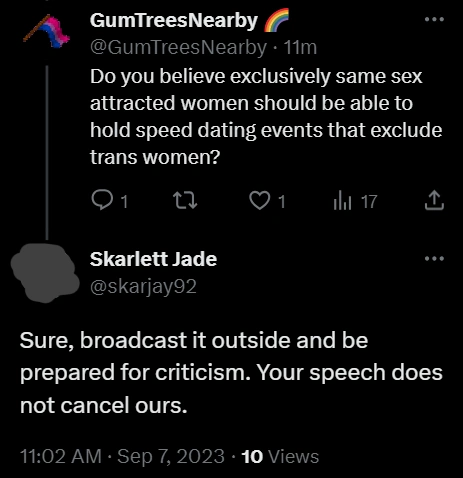 GumTreesNearby 🌈
@GumTreesNearby · 11m
Do you believe exclusively same sex
attracted women should be able to
hold speed dating events that exclude
trans women?
1 1 17
Skarlett Jade
@skarjay92
Sure, broadcast it outside and be
prepared for criticism. Your speech does
not cancel ours.
11:02 AM · Sep 7, 2023 · 10 Views